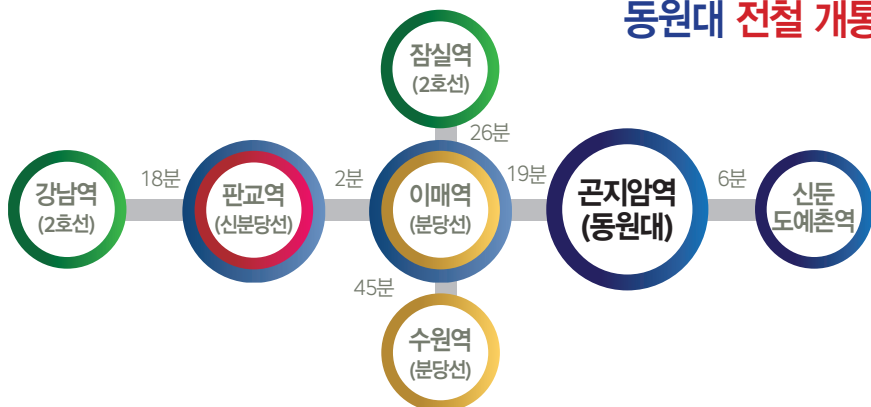 동원대 전철 개통
잠실역
(2호선)
26분
강남역
(2호선)
18분
판교역
(신분당선)
2분
이매역
(분당선)
19분
곤지암역
(동원대)
6분
신둔
도예촌역
45분
수원역
(분당선)